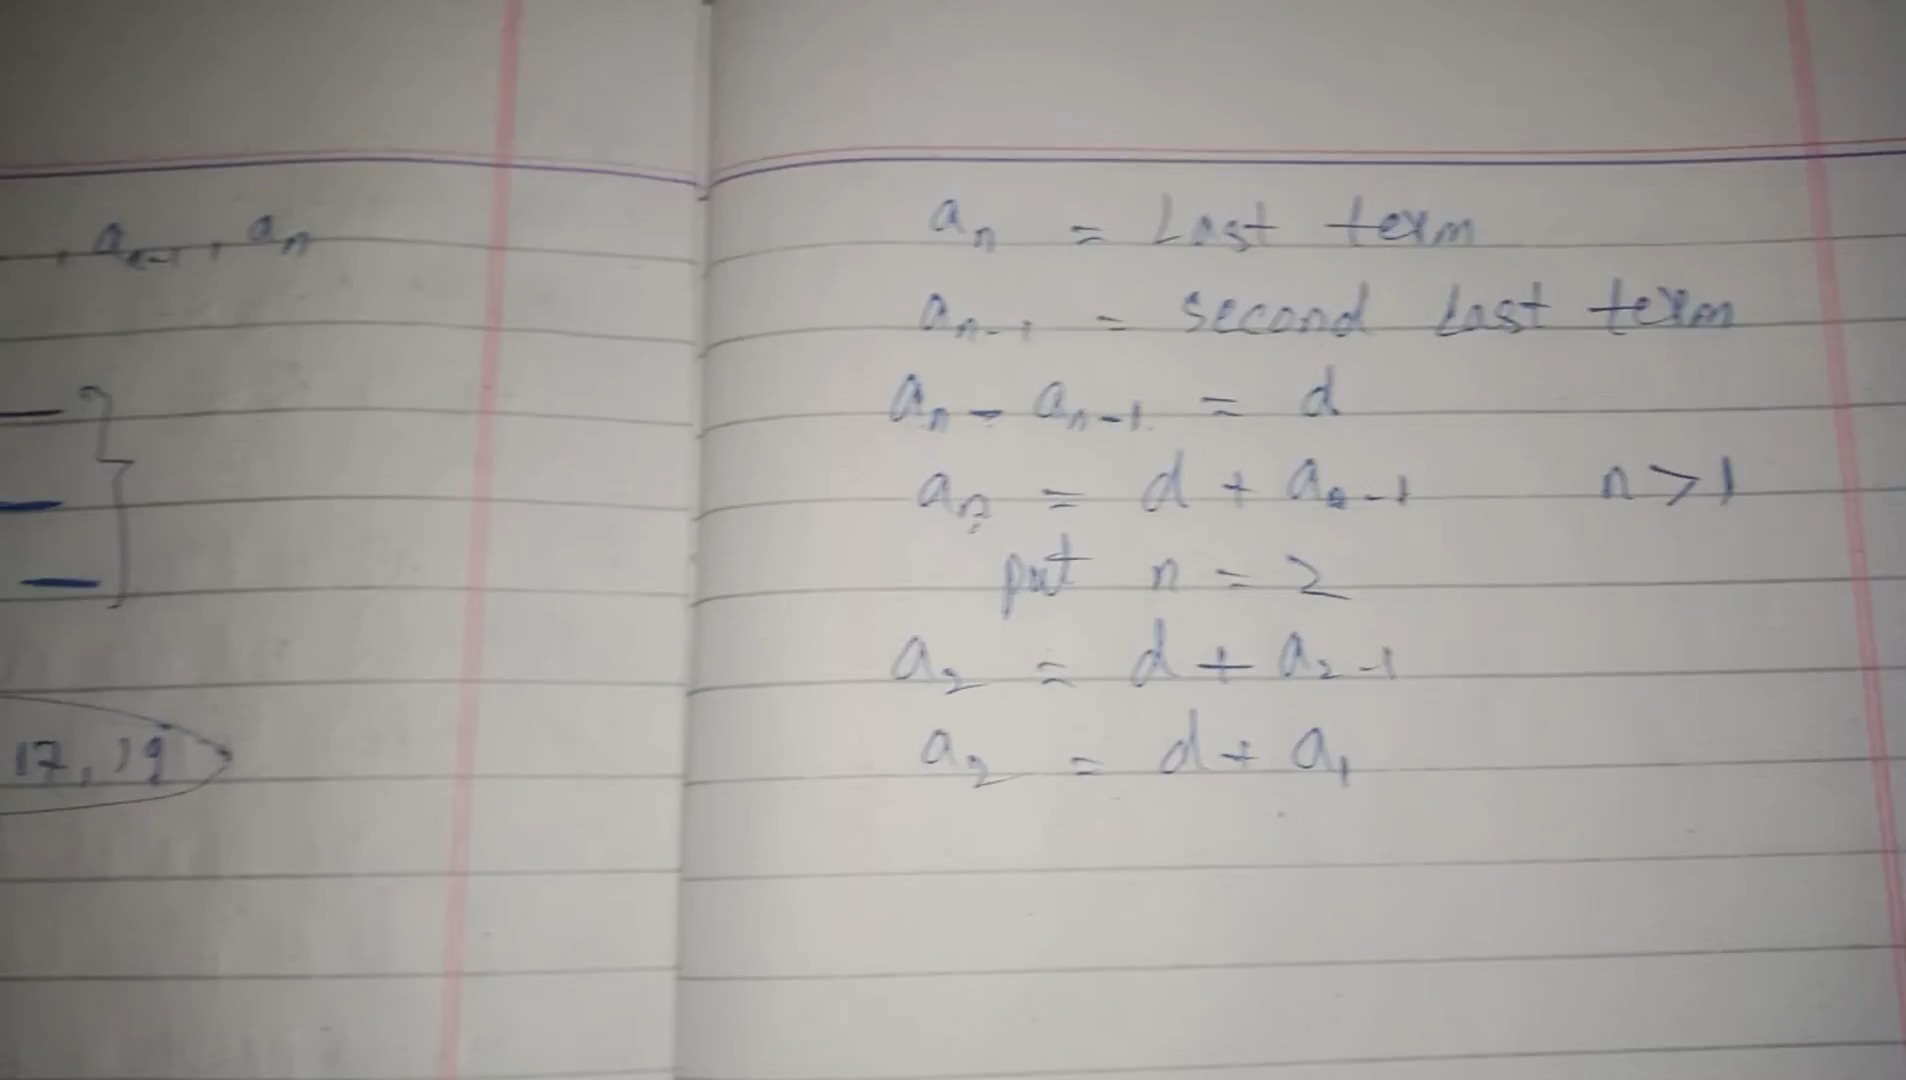 , aₙ₋₁, aₙ
17, 19
aₙ = Last term
aₙ₋₁ = second Last term
aₙ - aₙ₋₁ = d
aₙ = d + aₙ₋₁ n > 1
put n = 2
a₂ = d + a₂₋₁
a₂ = d + a₁